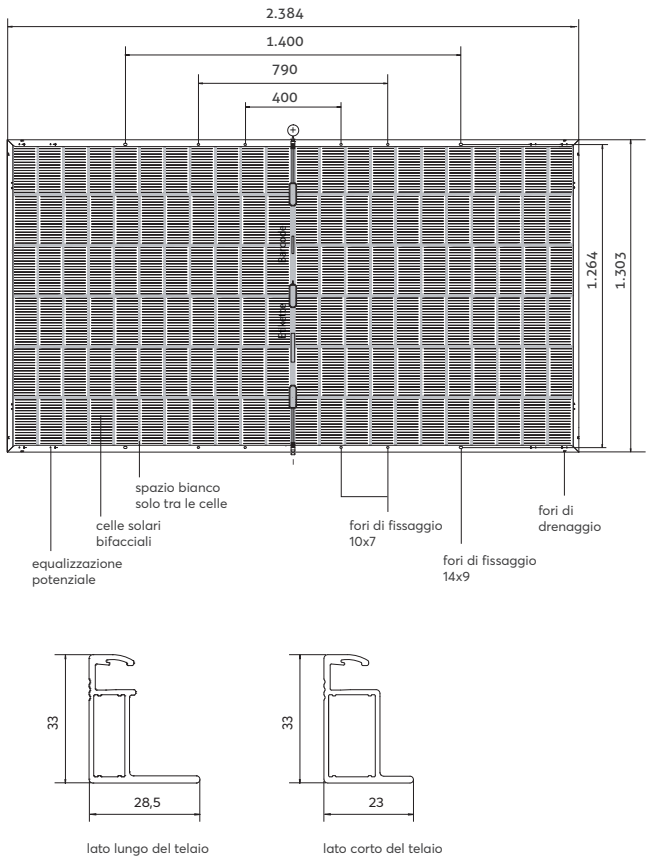 2.384
1.400
790
400
Barcode
Etikette
1.264
1.303
spazio bianco
solo tra le celle
celle solari
bifacciali
equalizzazione
potenziale
fori di fissaggio
10x7
fori di fissaggio
14x9
fori di
drenaggio
33
28,5
lato lungo del telaio
33
23
lato corto del telaio